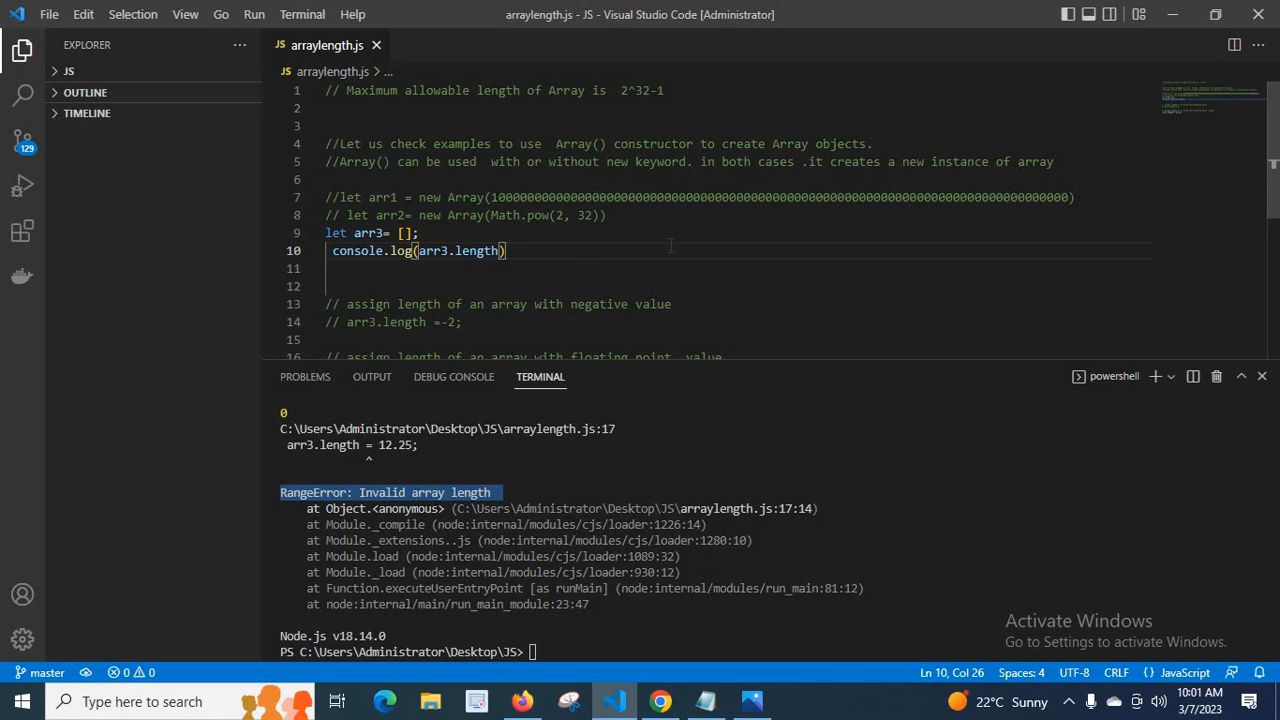 File Edit Selection View Go Run Terminal Help
arraylength.js - JS - Visual Studio Code [Administrator]
EXPLORER
JS
OUTLINE
TIMELINE
129
JS arraylength.js
JS arraylength.js > ...
1 // Maximum allowable length of Array is  2^32-1
2
3
4 //Let us check examples to use  Array() constructor to create Array objects.
5 //Array() can be used  with or without new keyword. in both cases .it creates a new instance of array
6
8 // let arr2= new Array(Math.pow(2, 32))
9 let arr3= [];
10 console.log(arr3.length)
11
12
13 // assign length of an array with negative value
14 // arr3.length =-2;
15
16 // assign length of an array with floating point  value
PROBLEMS OUTPUT DEBUG CONSOLE TERMINAL
powershell
0
C:\Users\Administrator\Desktop\JS\arraylength.js:17
arr3.length = 12.25;
^
RangeError: Invalid array length
at Object.<anonymous> (C:\Users\Administrator\Desktop\JS\arraylength.js:17:14)
at Module._compile (node:internal/modules/cjs/loader:1226:14)
at Module._extensions..js (node:internal/modules/cjs/loader:1280:10)
at Module.load (node:internal/modules/cjs/loader:1089:32)
at Module._load (node:internal/modules/cjs/loader:930:12)
at Function.executeUserEntryPoint [as runMain] (node:internal/modules/run_main:81:12)
at node:internal/main/run_main_module:23:47
Node.js v18.14.0
PS C:\Users\Administrator\Desktop\JS>
Activate Windows
Go to Settings to activate Windows.
master 0 0
Ln 10, Col 26 Spaces: 4 UTF-8 CRLF {} JavaScript
Type here to search
22°C Sunny
10:01 AM
3/7/2023